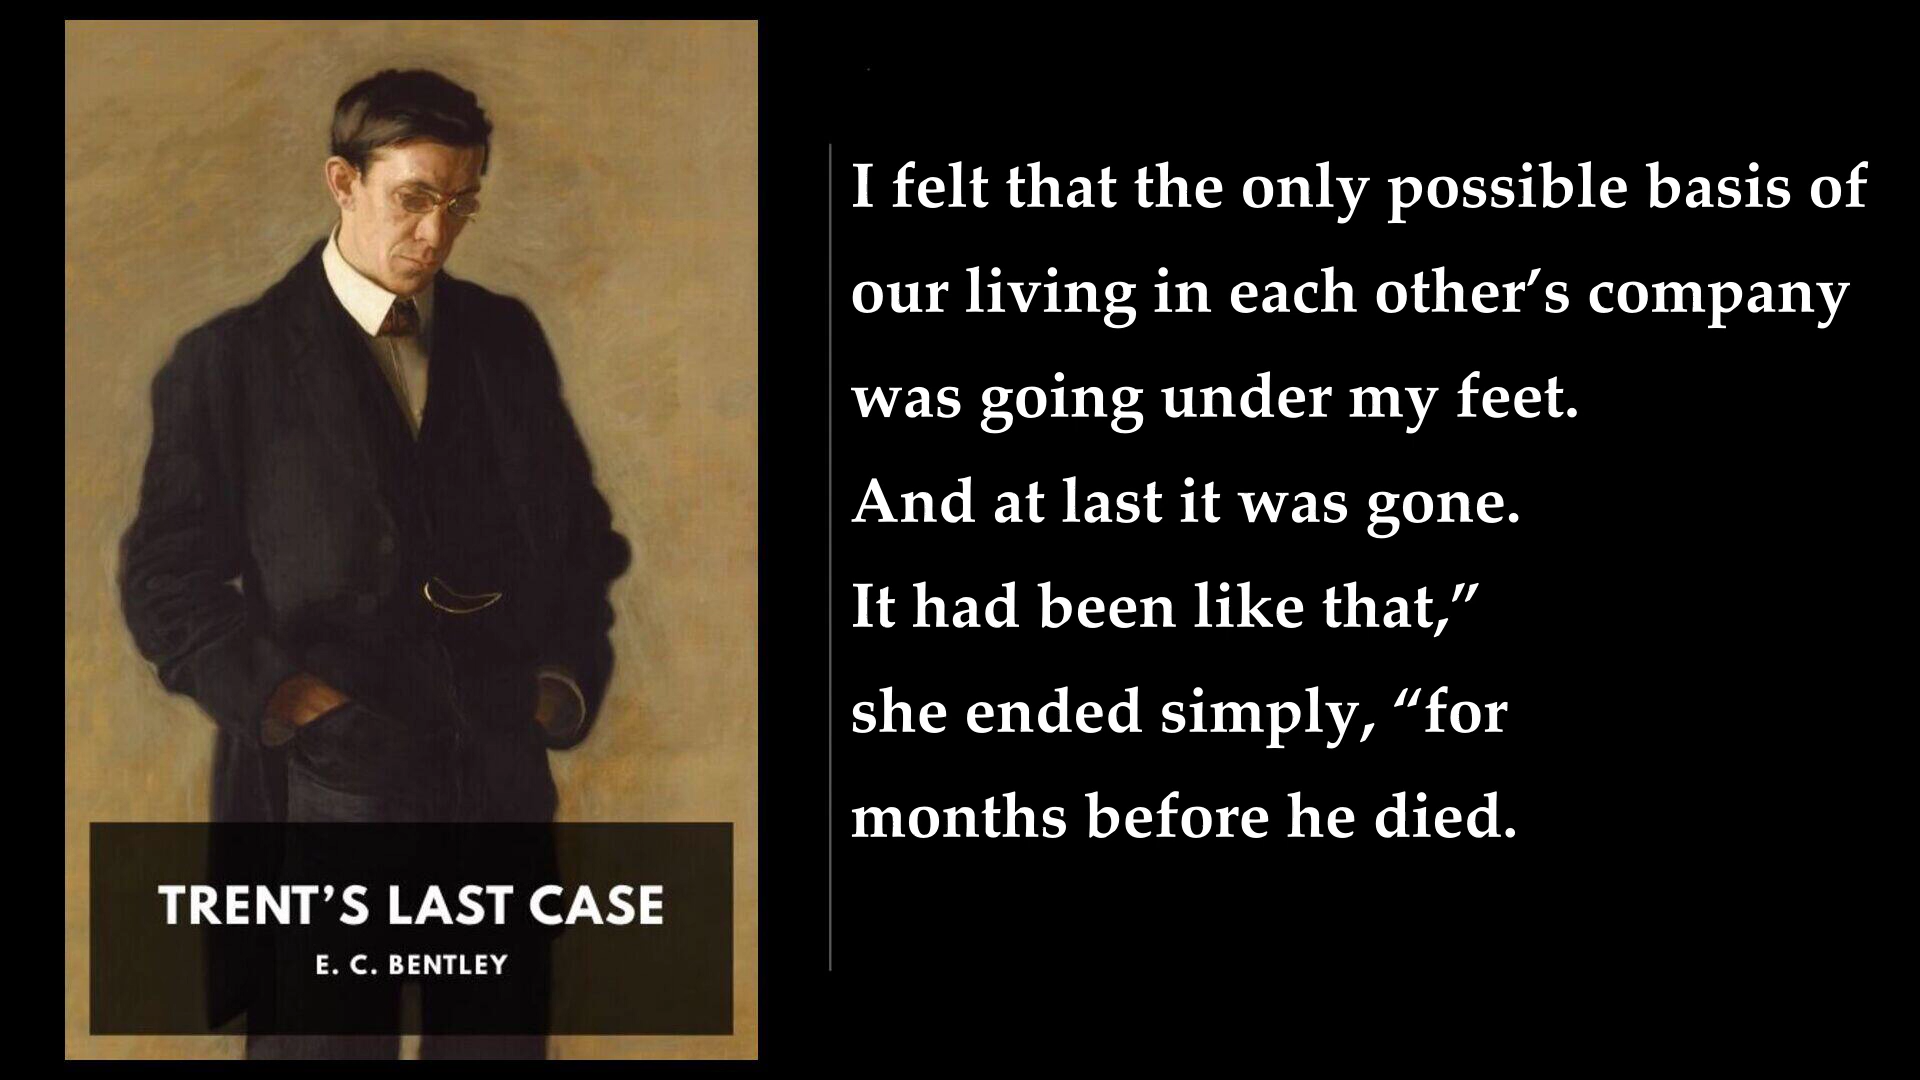 TRENT’S LAST CASE
E. C. BENTLEY
I felt that the only possible basis of
our living in each other’s company
was going under my feet.
And at last it was gone.
It had been like that,”
she ended simply, “for
months before he died.